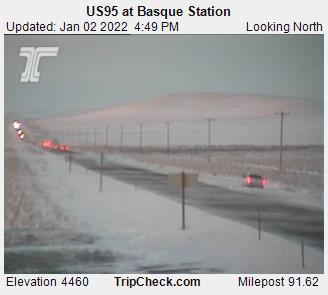 US95 at Basque Station
Updated: Jan 02 2022 4:49 PM Looking North
Elevation 4460 TripCheck.com Milepost 91.62